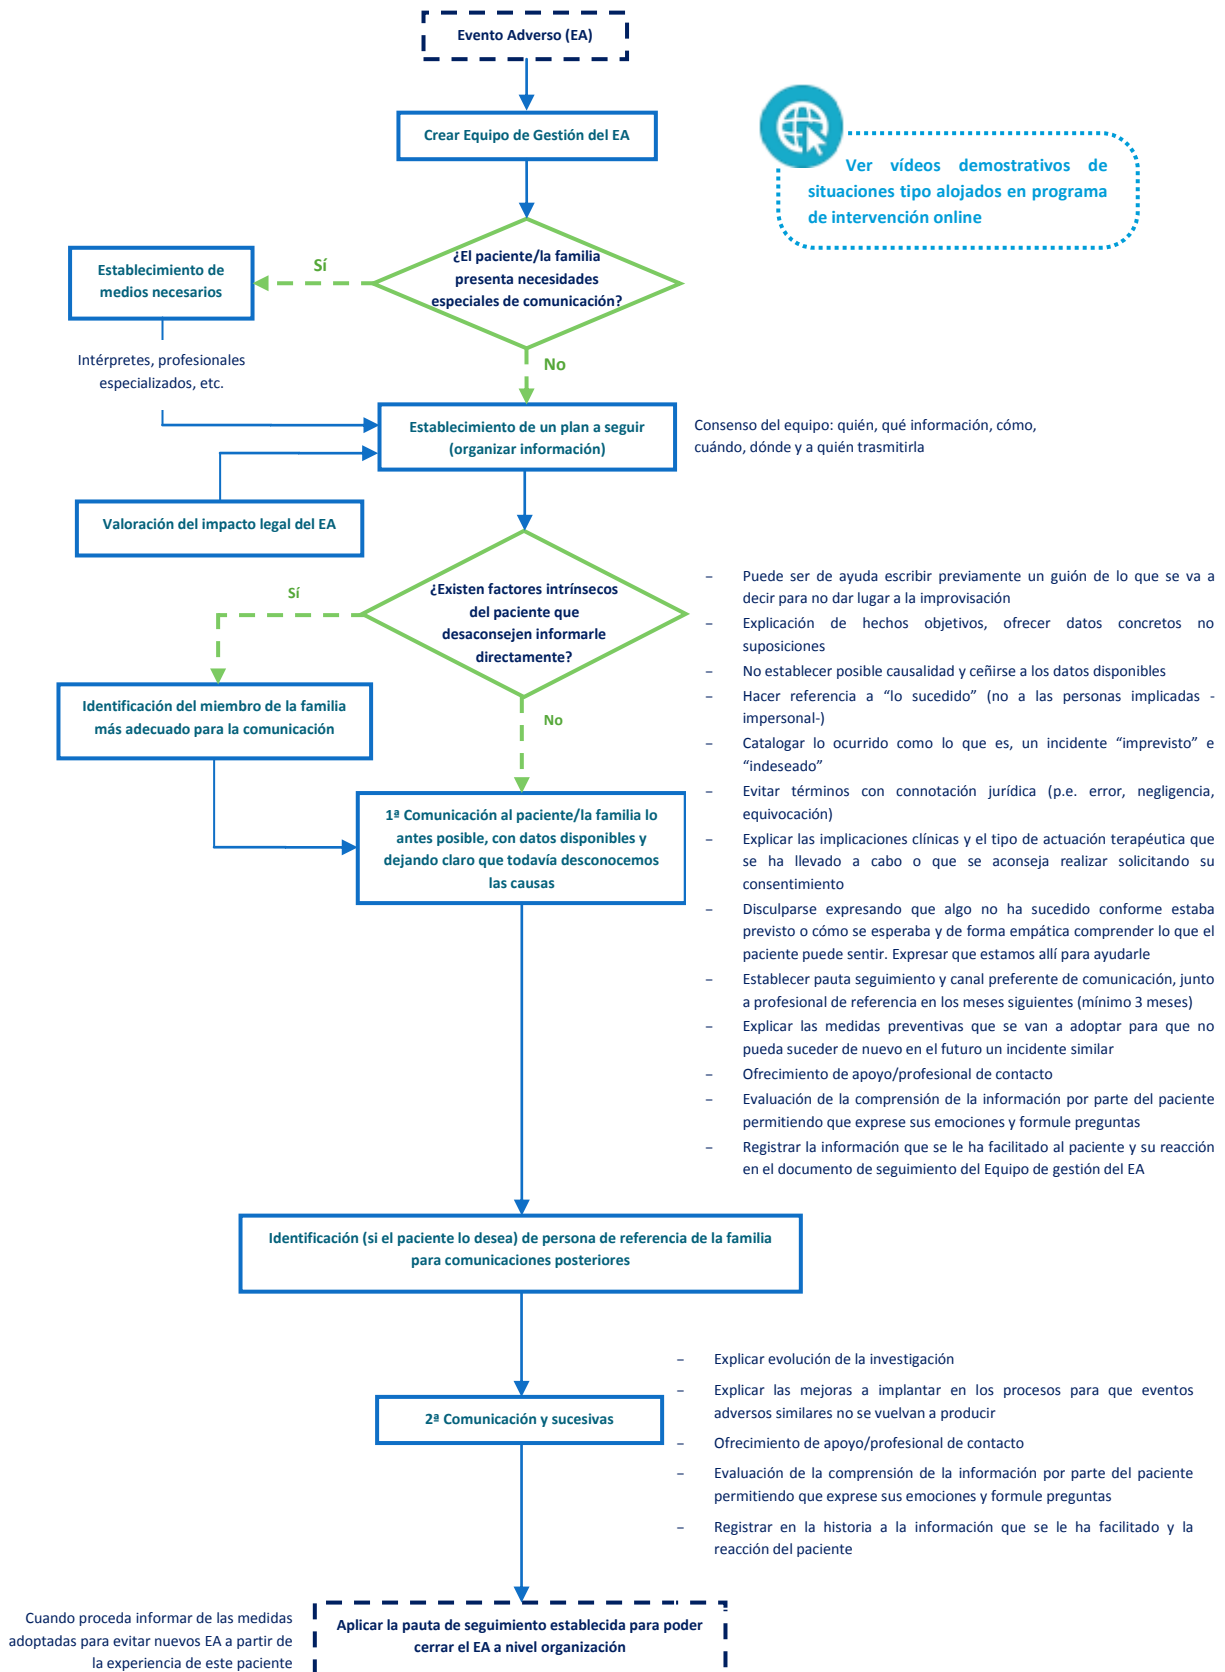 Evento Adverso (EA)
Crear Equipo de Gestión del EA
Ver vídeos demostrativos de
situaciones tipo alojados en programa
de intervención online
¿El paciente/la familia
presenta necesidades
especiales de comunicación?
Sí
Establecimiento de
medios necesarios
Intérpretes, profesionales
especializados, etc.
No
Establecimiento de un plan a seguir
(organizar información)
Consenso del equipo: quién, qué información, cómo,
cuándo, dónde y a quién trasmitirla
Valoración del impacto legal del EA
¿Existen factores intrínsecos
del paciente que
desaconsejen informarle
directamente?
Sí
Identificación del miembro de la familia
más adecuado para la comunicación
No
1ª Comunicación al paciente/la familia lo
antes posible, con datos disponibles y
dejando claro que todavía desconocemos
las causas
– Puede ser de ayuda escribir previamente un guión de lo que se va a
decir para no dar lugar a la improvisación
– Explicación de hechos objetivos, ofrecer datos concretos no
suposiciones
– No establecer posible causalidad y ceñirse a los datos disponibles
– Hacer referencia a “lo sucedido” (no a las personas implicadas -
impersonal-)
– Catalogar lo ocurrido como lo que es, un incidente “imprevisto” e
“indeseado”
– Evitar términos con connotación jurídica (p.e. error, negligencia,
equivocación)
– Explicar las implicaciones clínicas y el tipo de actuación terapéutica que
se ha llevado a cabo o que se aconseja realizar solicitando su
consentimiento
– Disculparse expresando que algo no ha sucedido conforme estaba
previsto o cómo se esperaba y de forma empática comprender lo que el
paciente puede sentir. Expresar que estamos allí para ayudarle
– Establecer pauta seguimiento y canal preferente de comunicación, junto
a profesional de referencia en los meses siguientes (mínimo 3 meses)
– Explicar las medidas preventivas que se van a adoptar para que no
pueda suceder de nuevo en el futuro un incidente similar
– Ofrecimiento de apoyo/profesional de contacto
– Evaluación de la comprensión de la información por parte del paciente
permitiendo que exprese sus emociones y formule preguntas
– Registrar la información que se le ha facilitado al paciente y su reacción
en el documento de seguimiento del Equipo de gestión del EA
Identificación (si el paciente lo desea) de persona de referencia de la familia
para comunicaciones posteriores
2ª Comunicación y sucesivas
– Explicar evolución de la investigación
– Explicar las mejoras a implantar en los procesos para que eventos
adversos similares no se vuelvan a producir
– Ofrecimiento de apoyo/profesional de contacto
– Evaluación de la comprensión de la información por parte del paciente
permitiendo que exprese sus emociones y formule preguntas
– Registrar en la historia a la información que se le ha facilitado y la
reacción del paciente
Cuando proceda informar de las medidas
adoptadas para evitar nuevos EA a partir de
la experiencia de este paciente
Aplicar la pauta de seguimiento establecida para poder
cerrar el EA a nivel organización